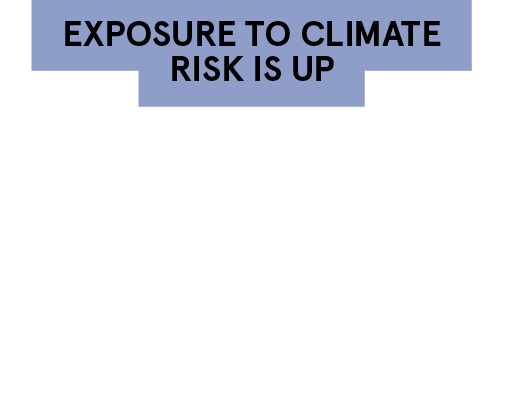 EXPOSURE TO CLIMATE
RISK IS UP